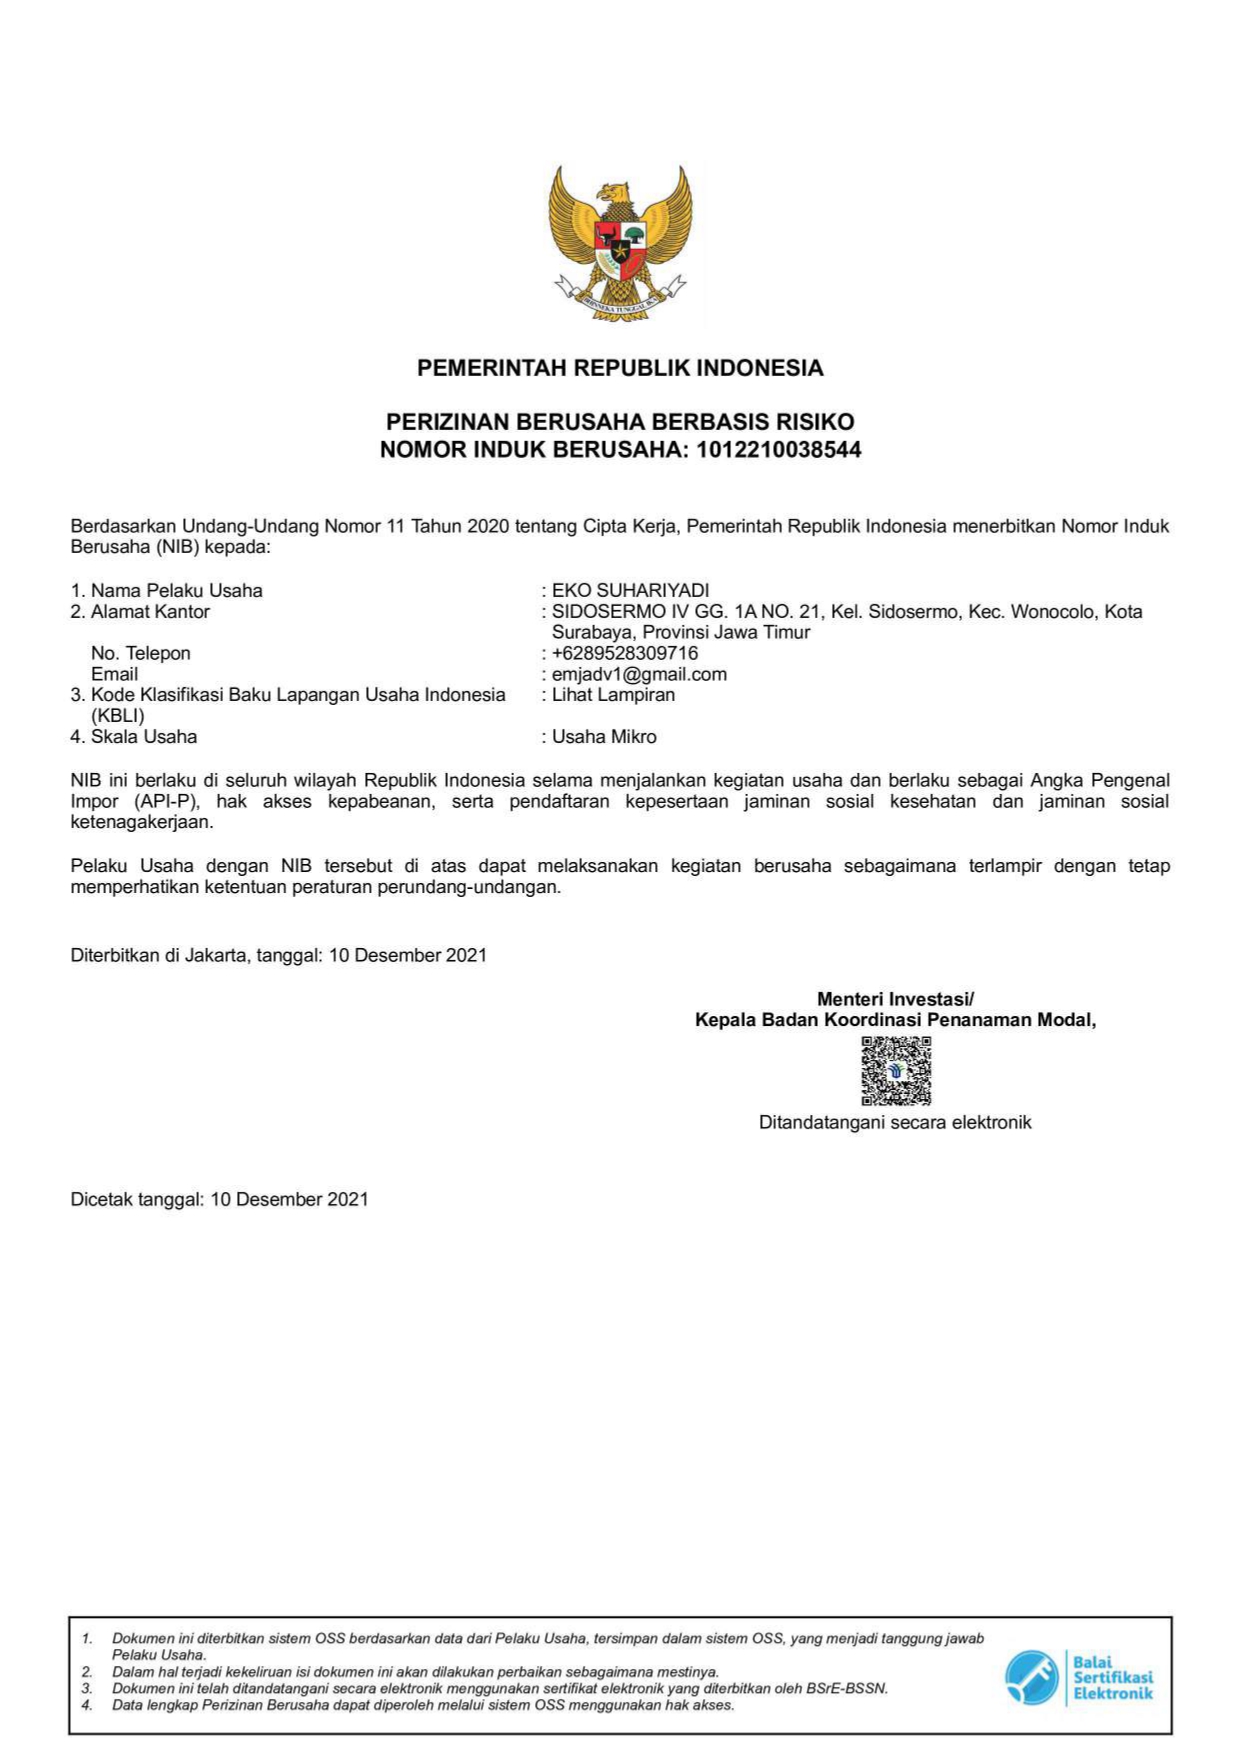 BHINNEKA TUNGGAL IKA
PEMERINTAH REPUBLIK INDONESIA
PERIZINAN BERUSAHA BERBASIS RISIKO
NOMOR INDUK BERUSAHA: 1012210038544
Berdasarkan Undang-Undang Nomor 11 Tahun 2020 tentang Cipta Kerja, Pemerintah Republik Indonesia menerbitkan Nomor Induk
Berusaha (NIB) kepada:
1. Nama Pelaku Usaha : EKO SUHARIYADI
2. Alamat Kantor : SIDOSERMO IV GG. 1A NO. 21, Kel. Sidosermo, Kec. Wonocolo, Kota
Surabaya, Provinsi Jawa Timur
No. Telepon : +6289528309716
Email : emjadv1@gmail.com
3. Kode Klasifikasi Baku Lapangan Usaha Indonesia : Lihat Lampiran
(KBLI)
4. Skala Usaha : Usaha Mikro
NIB ini berlaku di seluruh wilayah Republik Indonesia selama menjalankan kegiatan usaha dan berlaku sebagai Angka Pengenal
Impor (API-P), hak akses kepabeanan, serta pendaftaran kepesertaan jaminan sosial kesehatan dan jaminan sosial
ketenagakerjaan.
Pelaku Usaha dengan NIB tersebut di atas dapat melaksanakan kegiatan berusaha sebagaimana terlampir dengan tetap
memperhatikan ketentuan peraturan perundang-undangan.
Diterbitkan di Jakarta, tanggal: 10 Desember 2021
Menteri Investasi/
Kepala Badan Koordinasi Penanaman Modal,
Ditandatangani secara elektronik
Dicetak tanggal: 10 Desember 2021
1. Dokumen ini diterbitkan sistem OSS berdasarkan data dari Pelaku Usaha, tersimpan dalam sistem OSS, yang menjadi tanggung jawab
Pelaku Usaha.
2. Dalam hal terjadi kekeliruan isi dokumen ini akan dilakukan perbaikan sebagaimana mestinya.
3. Dokumen ini telah ditandatangani secara elektronik menggunakan sertifikat elektronik yang diterbitkan oleh BSrE-BSSN.
4. Data lengkap Perizinan Berusaha dapat diperoleh melalui sistem OSS menggunakan hak akses.
Balai
Sertifikasi
Elektronik